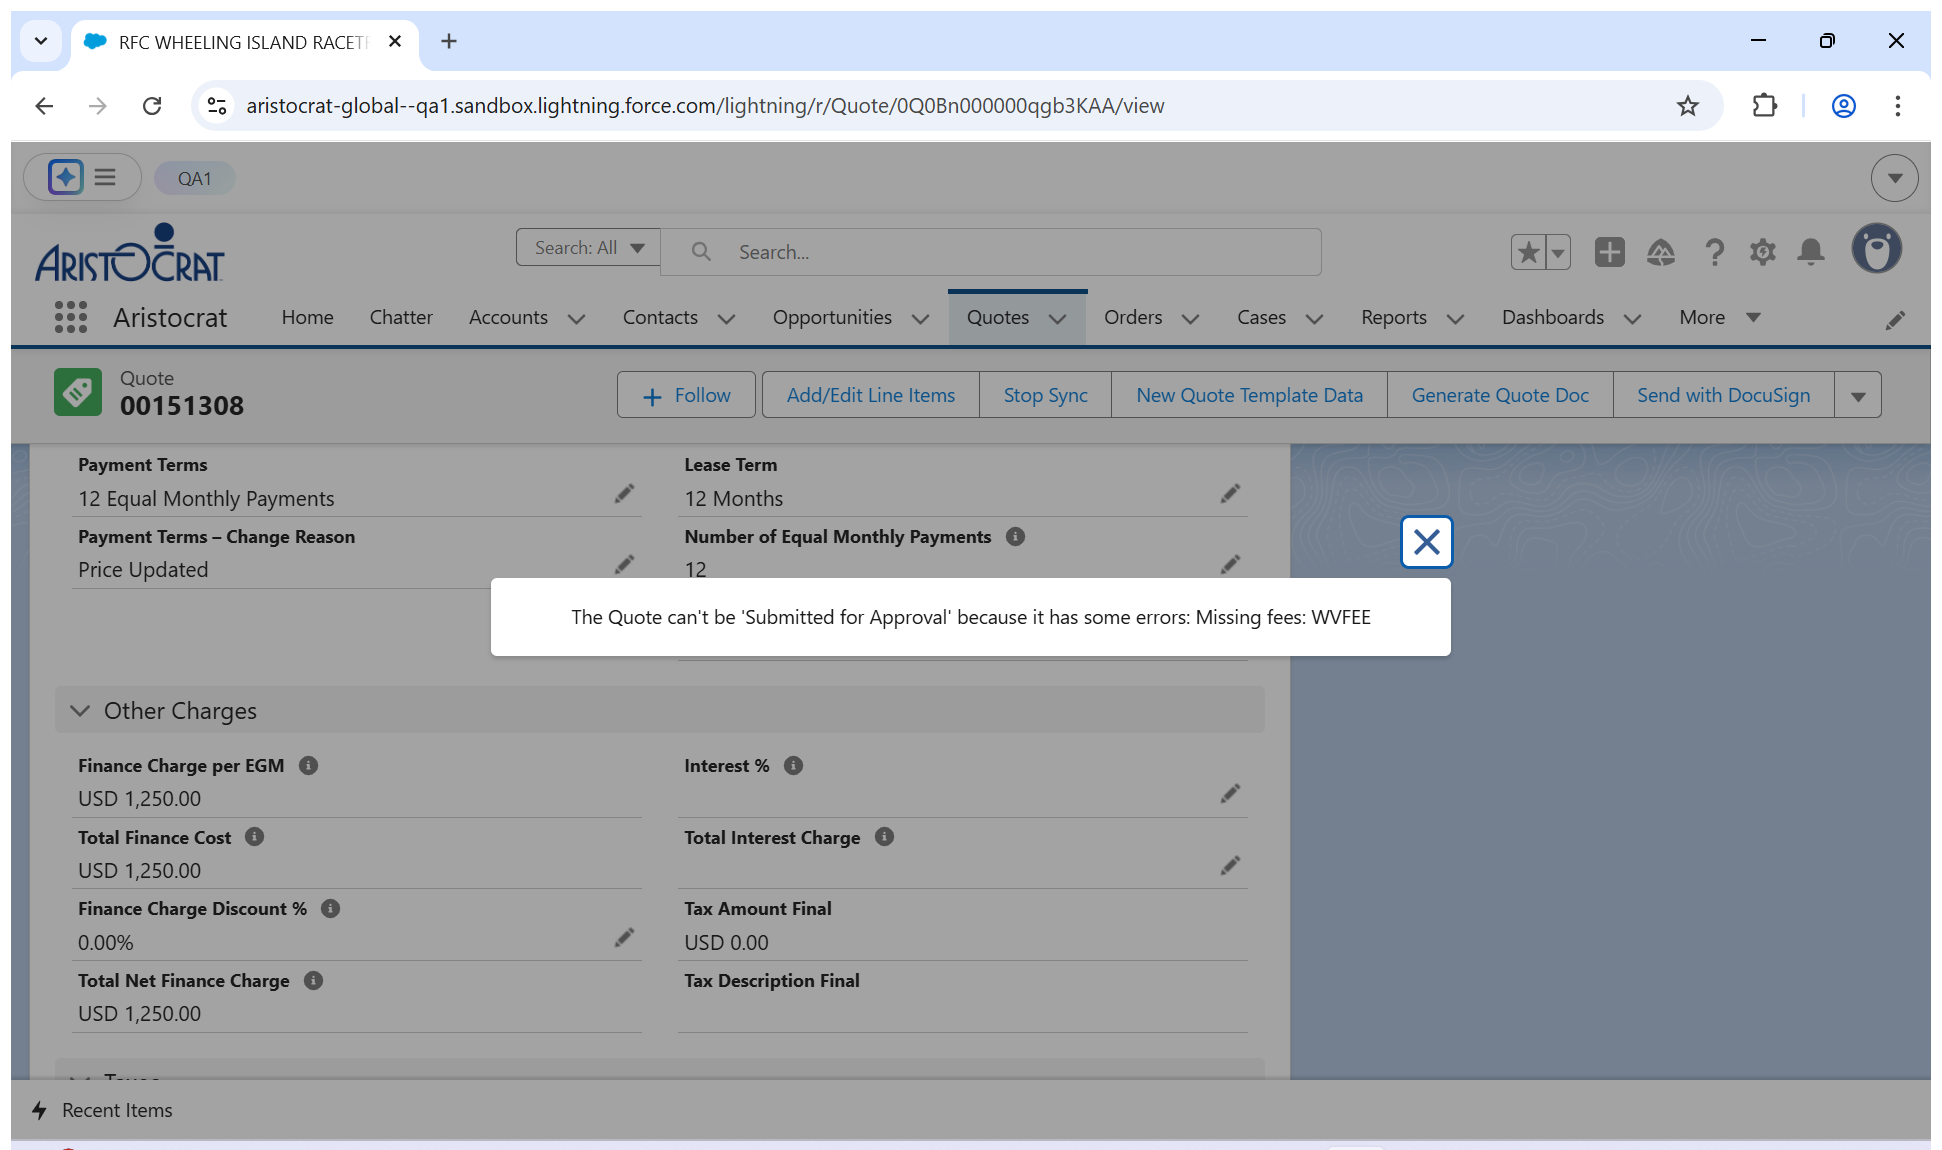 RFC WHEELING ISLAND RACET
aristocrat-global--qa1.sandbox.lightning.force.com/lightning/r/Quote/0Q0Bn000000qgb3KAA/view
QA1
ARISTOCRAT
Search: All
Search...
Aristocrat
Home
Chatter
Accounts
Contacts
Opportunities
Quotes
Orders
Cases
Reports
Dashboards
More
Quote
00151308
Follow
Add/Edit Line Items
Stop Sync
New Quote Template Data
Generate Quote Doc
Send with DocuSign
Payment Terms
12 Equal Monthly Payments
Lease Term
12 Months
Payment Terms – Change Reason
Price Updated
Number of Equal Monthly Payments
12
The Quote can't be 'Submitted for Approval' because it has some errors: Missing fees: WVFEE
Other Charges
Finance Charge per EGM
USD 1,250.00
Interest %
Total Finance Cost
USD 1,250.00
Total Interest Charge
Finance Charge Discount %
0.00%
Tax Amount Final
USD 0.00
Total Net Finance Charge
USD 1,250.00
Tax Description Final
Recent Items